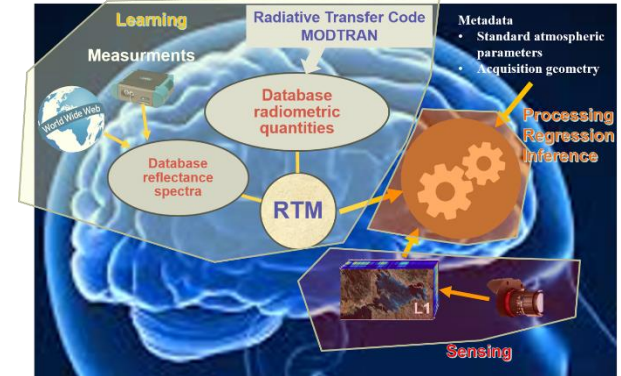 Learning
Measurments
World Wide Web
Radiative Transfer Code
MODTRAN
Database
radiometric
quantities
Database
reflectance
spectra
RTM
Metadata
• Standard atmospheric
parameters
• Acquisition geometry
Processing
Regression
Inference
L1
Sensing